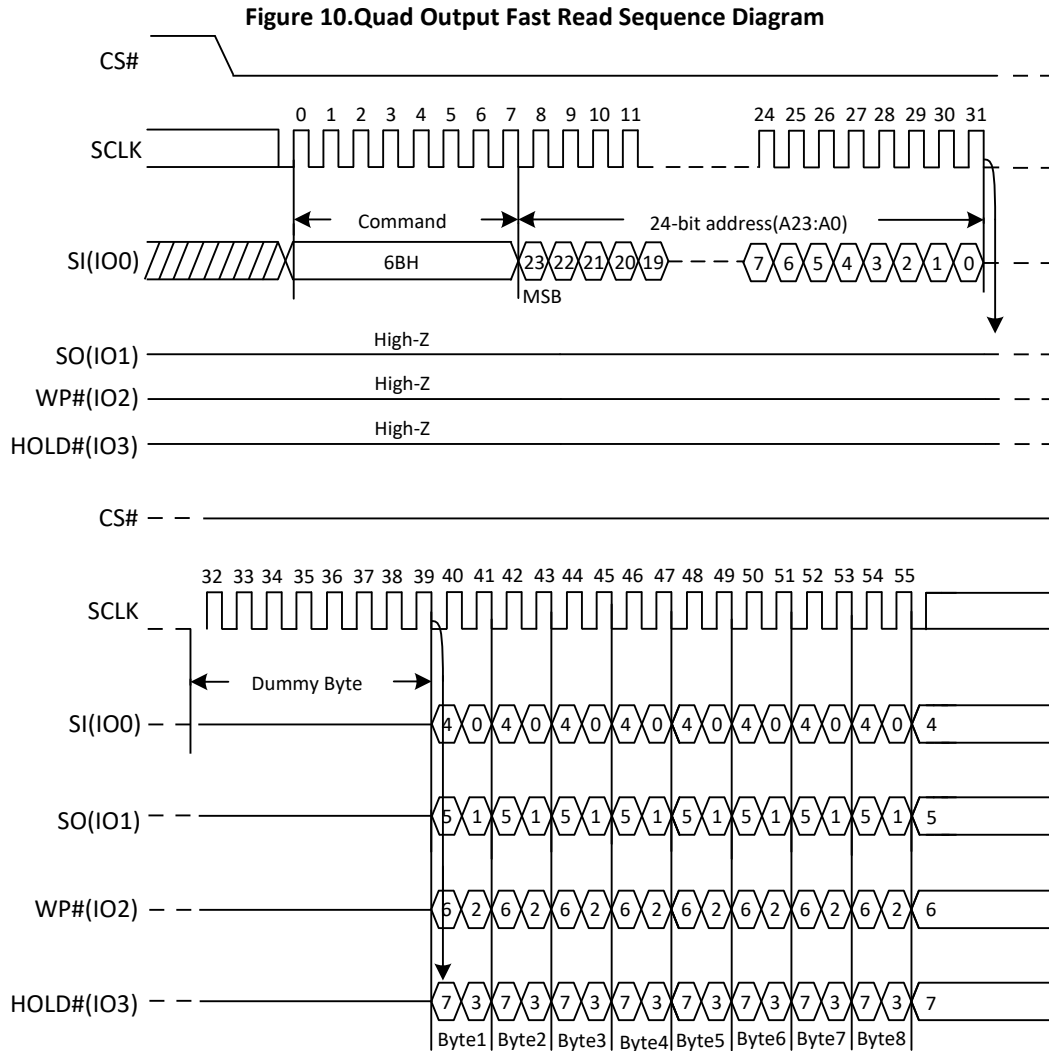 Figure 10.Quad Output Fast Read Sequence Diagram
CS#
0 1 2 3 4 5 6 7 8 9 10 11 24 25 26 27 28 29 30 31
SCLK
Command 24-bit address(A23:A0)
SI(IO0) 6BH 23 22 21 20 19 7 6 5 4 3 2 1 0
MSB
High-Z
SO(IO1)
High-Z
WP#(IO2)
High-Z
HOLD#(IO3)
CS#
32 33 34 35 36 37 38 39 40 41 42 43 44 45 46 47 48 49 50 51 52 53 54 55
SCLK
Dummy Byte
SI(IO0) 4 0 4 0 4 0 4 0 4 0 4 0 4 0 4 0 4
SO(IO1) 5 1 5 1 5 1 5 1 5 1 5 1 5 1 5 1 5
WP#(IO2) 6 2 6 2 6 2 6 2 6 2 6 2 6 2 6 2 6
HOLD#(IO3) 7 3 7 3 7 3 7 3 7 3 7 3 7 3 7 3 7
Byte1 Byte2 Byte3 Byte4 Byte5 Byte6 Byte7 Byte8